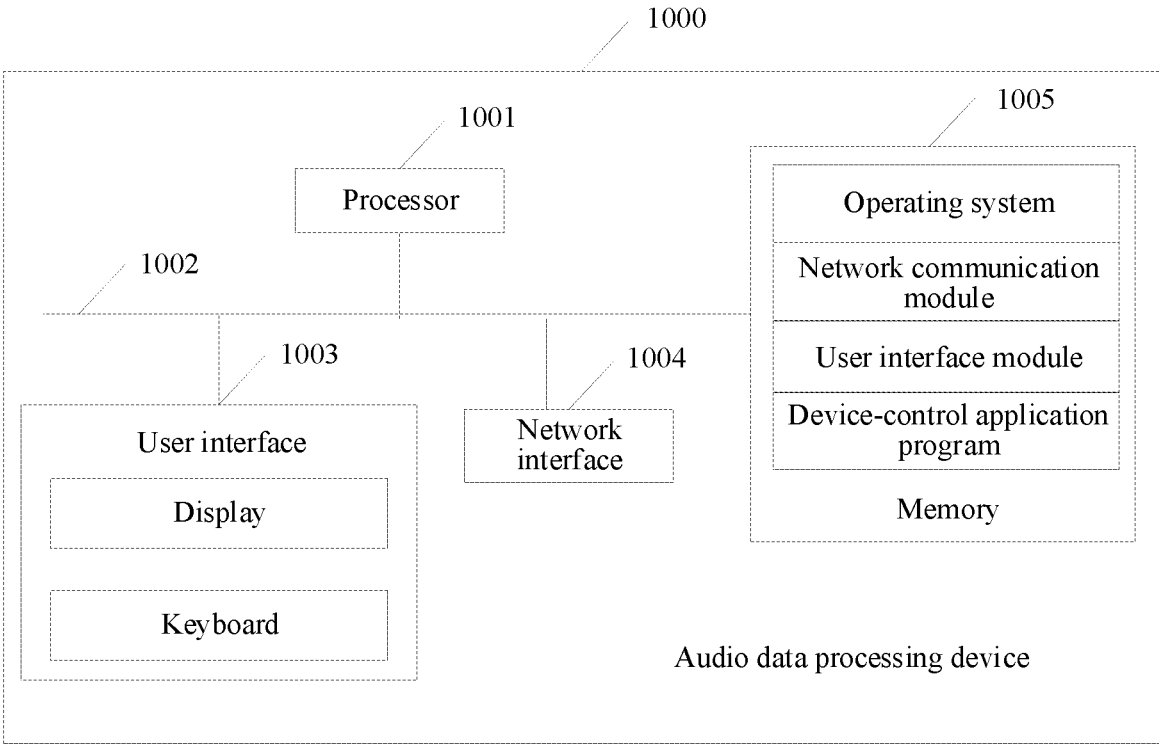 1000
1005
1001
Processor
Operating system
1002
Network communication
module
1003
1004
User interface module
Device-control application
program
User interface
Network
interface
Display
Memory
Keyboard
Audio data processing device